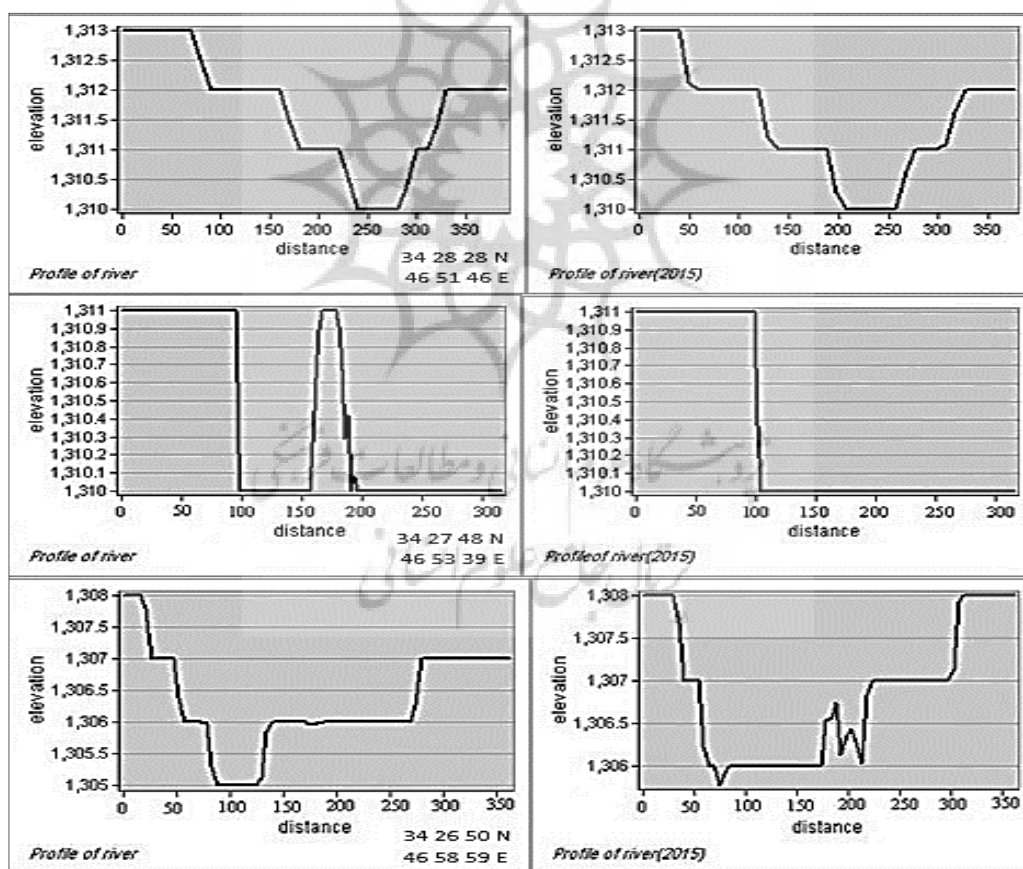 1,313
1,312.5
1,312
1,311.5
1,311
1,310.5
1,310
elevation
0 50 100 150 200 250 300 350
distance
Profile of river
34 28 28 N
46 51 46 E
1,313
1,312.5
1,312
1,311.5
1,311
1,310.5
1,310
elevation
0 50 100 150 200 250 300 350
distance
Profile of river(2015)
1,311
1,310.9
1,310.8
1,310.7
1,310.6
1,310.5
1,310.4
1,310.3
1,310.2
1,310.1
1,310
elevation
0 50 100 150 200 250 300
distance
Profile of river
34 27 48 N
46 53 39 E
1,311
1,310.9
1,310.8
1,310.7
1,310.6
1,310.5
1,310.4
1,310.3
1,310.2
1,310.1
1,310
elevation
0 50 100 150 200 250 300
distance
Profileof river(2015)
پژوهشگاه علوم انسانی و مطالعات فرهنگی
پرتال جامع علوم انسانی
1,308
1,307.5
1,307
1,306.5
1,306
1,305.5
1,305
elevation
0 50 100 150 200 250 300 350
distance
Profile of river
34 26 50 N
46 58 59 E
1,308
1,307.5
1,307
1,306.5
1,306
elevation
0 50 100 150 200 250 300 350
distance
Profile of river(2015)